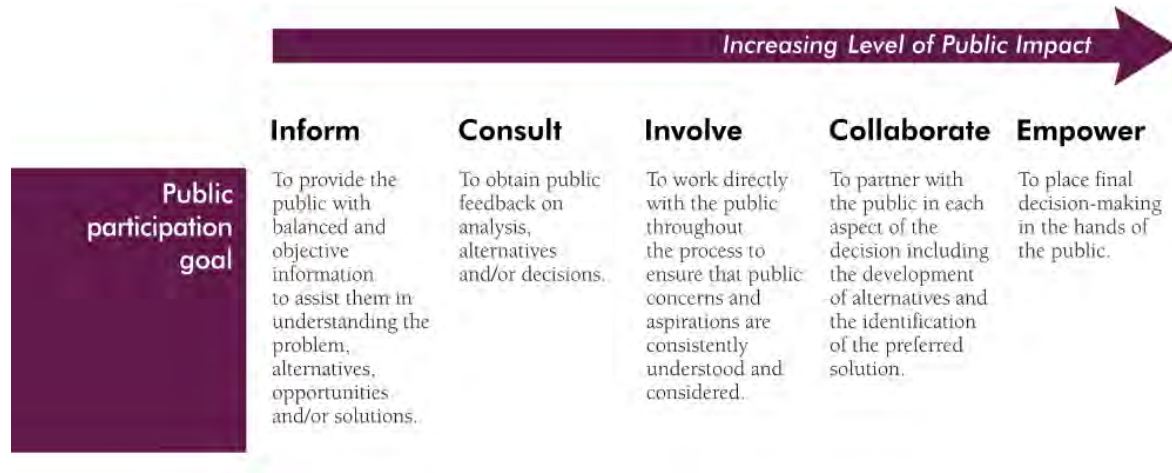 Increasing Level of Public Impact
Inform
Consult
Involve
Collaborate
Empower
Public
participation
goal
To provide the
public with
balanced and
objective
information
to assist them in
understanding the
problem,
alternatives,
opportunities
and/or solutions.
To obtain public
feedback on
analysis,
alternatives
and/or decisions.
To work directly
with the public
throughout
the process to
ensure that public
concerns and
aspirations are
consistently
understood and
considered.
To partner with
the public in each
aspect of the
decision including
the development
of alternatives and
the identification
of the preferred
solution.
To place final
decision-making
in the hands of
the public.